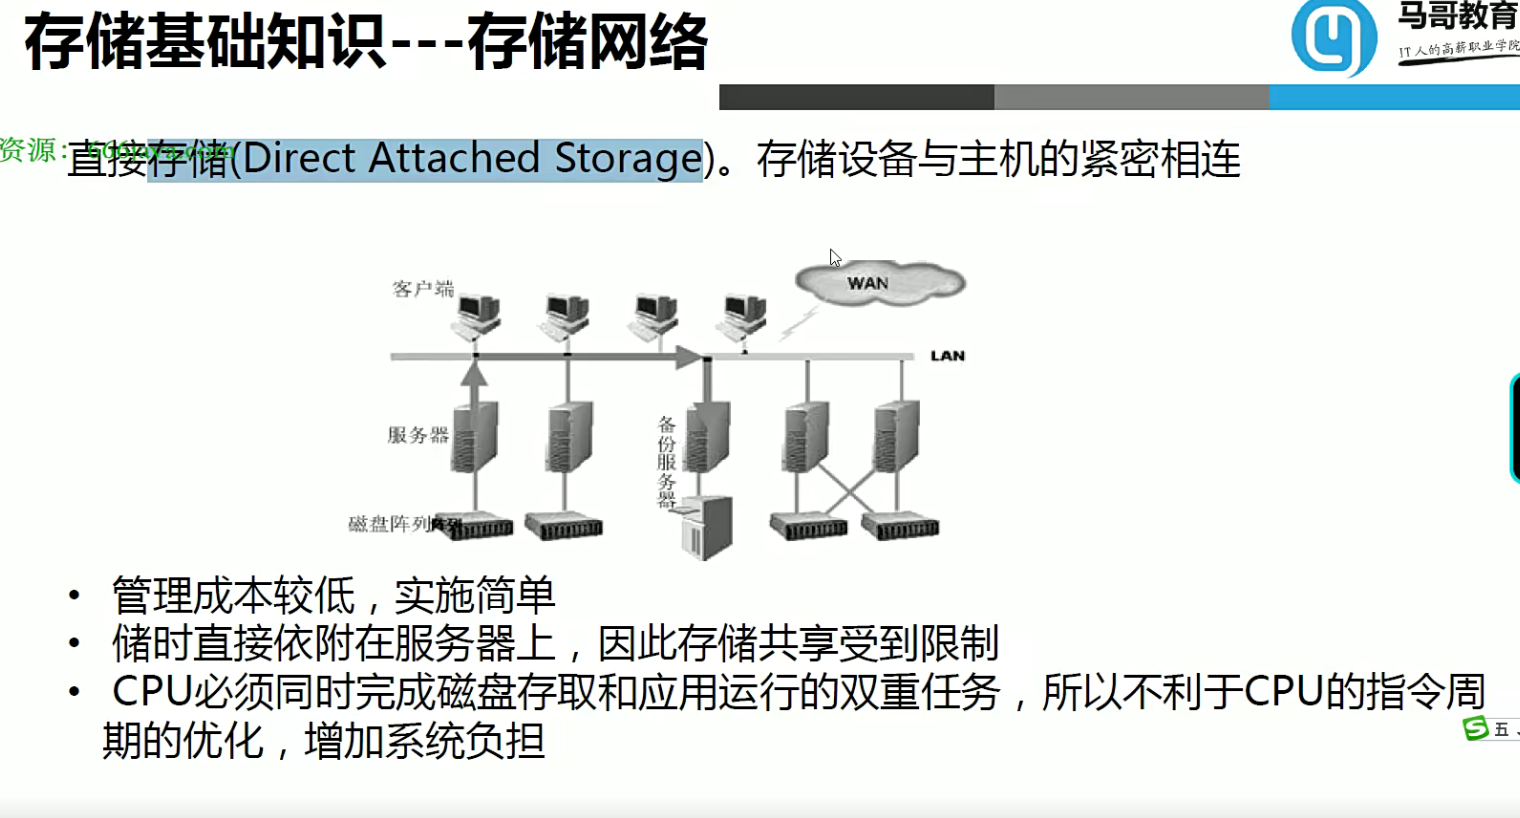 存储基础知识---存储网络
马哥教育
IT人的高薪职业学院
资源：666java.com
直接存储(Direct Attached Storage)。存储设备与主机的紧密相连
WAN
客户端
LAN
服务器
备份服务器
磁盘阵列阵列
• 管理成本较低，实施简单
• 储时直接依附在服务器上，因此存储共享受到限制
• CPU必须同时完成磁盘存取和应用运行的双重任务，所以不利于CPU的指令周
期的优化，增加系统负担
五